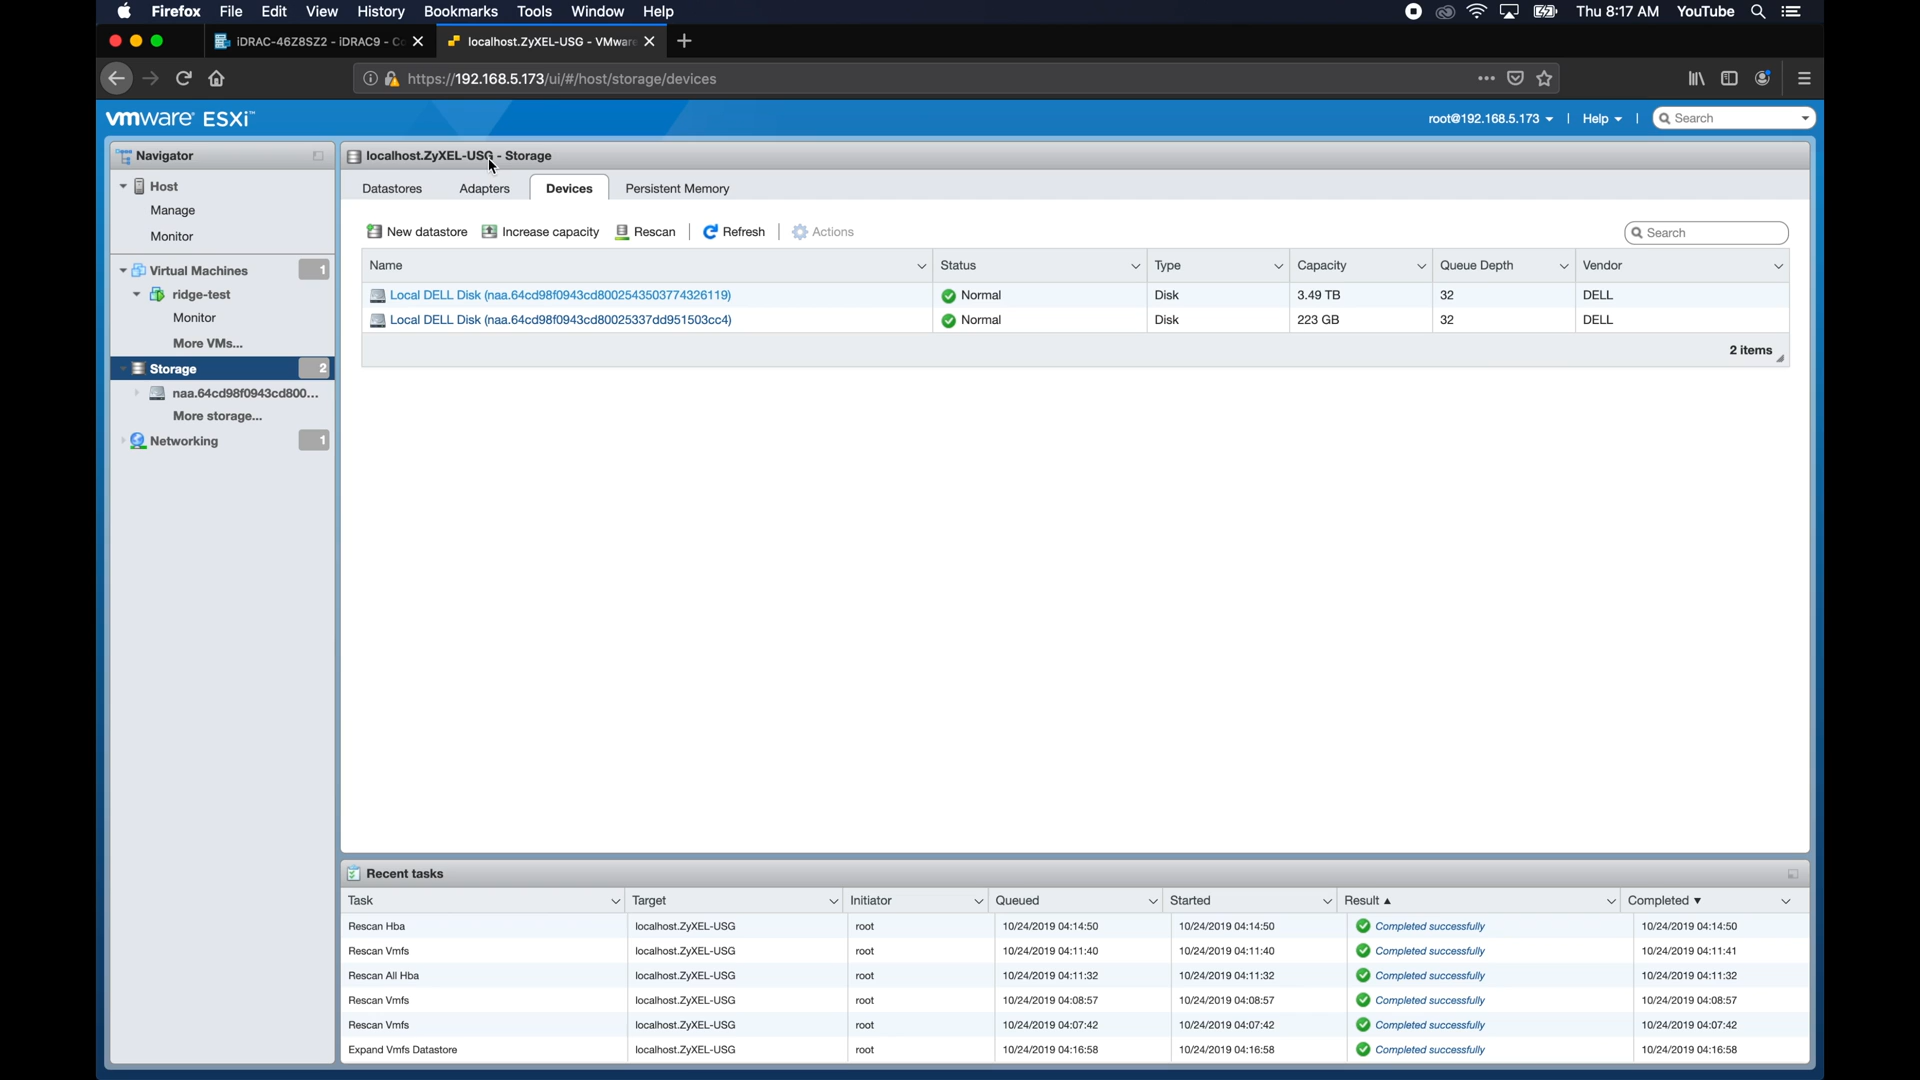 Firefox File Edit View History Bookmarks Tools Window Help Thu 8:17 AM YouTube
iDRAC-46Z8SZ2 - iDRAC9 - C
localhost.ZyXEL-USG - VMwar
https://192.168.5.173/ui/#/host/storage/devices
vmware ESXi™ root@192.168.5.173 | Help | Search
Navigator
Host
Manage
Monitor
Virtual Machines 1
ridge-test
Monitor
More VMs...
Storage 2
naa.64cd98f0943cd800...
More storage...
Networking 1
localhost.ZyXEL-USG - Storage
Datastores Adapters Devices Persistent Memory
New datastore Increase capacity Rescan | Refresh | Actions Search
Name Status Type Capacity Queue Depth Vendor
Local DELL Disk (naa.64cd98f0943cd8002543503774326119) Normal Disk 3.49 TB 32 DELL
Local DELL Disk (naa.64cd98f0943cd80025337dd951503cc4) Normal Disk 223 GB 32 DELL
2 items
Recent tasks
Task Target Initiator Queued Started Result ▲ Completed ▼
Rescan Hba localhost.ZyXEL-USG root 10/24/2019 04:14:50 10/24/2019 04:14:50 Completed successfully 10/24/2019 04:14:50
Rescan Vmfs localhost.ZyXEL-USG root 10/24/2019 04:11:40 10/24/2019 04:11:40 Completed successfully 10/24/2019 04:11:41
Rescan All Hba localhost.ZyXEL-USG root 10/24/2019 04:11:32 10/24/2019 04:11:32 Completed successfully 10/24/2019 04:11:32
Rescan Vmfs localhost.ZyXEL-USG root 10/24/2019 04:08:57 10/24/2019 04:08:57 Completed successfully 10/24/2019 04:08:57
Rescan Vmfs localhost.ZyXEL-USG root 10/24/2019 04:07:42 10/24/2019 04:07:42 Completed successfully 10/24/2019 04:07:42
Expand Vmfs Datastore localhost.ZyXEL-USG root 10/24/2019 04:16:58 10/24/2019 04:16:58 Completed successfully 10/24/2019 04:16:58